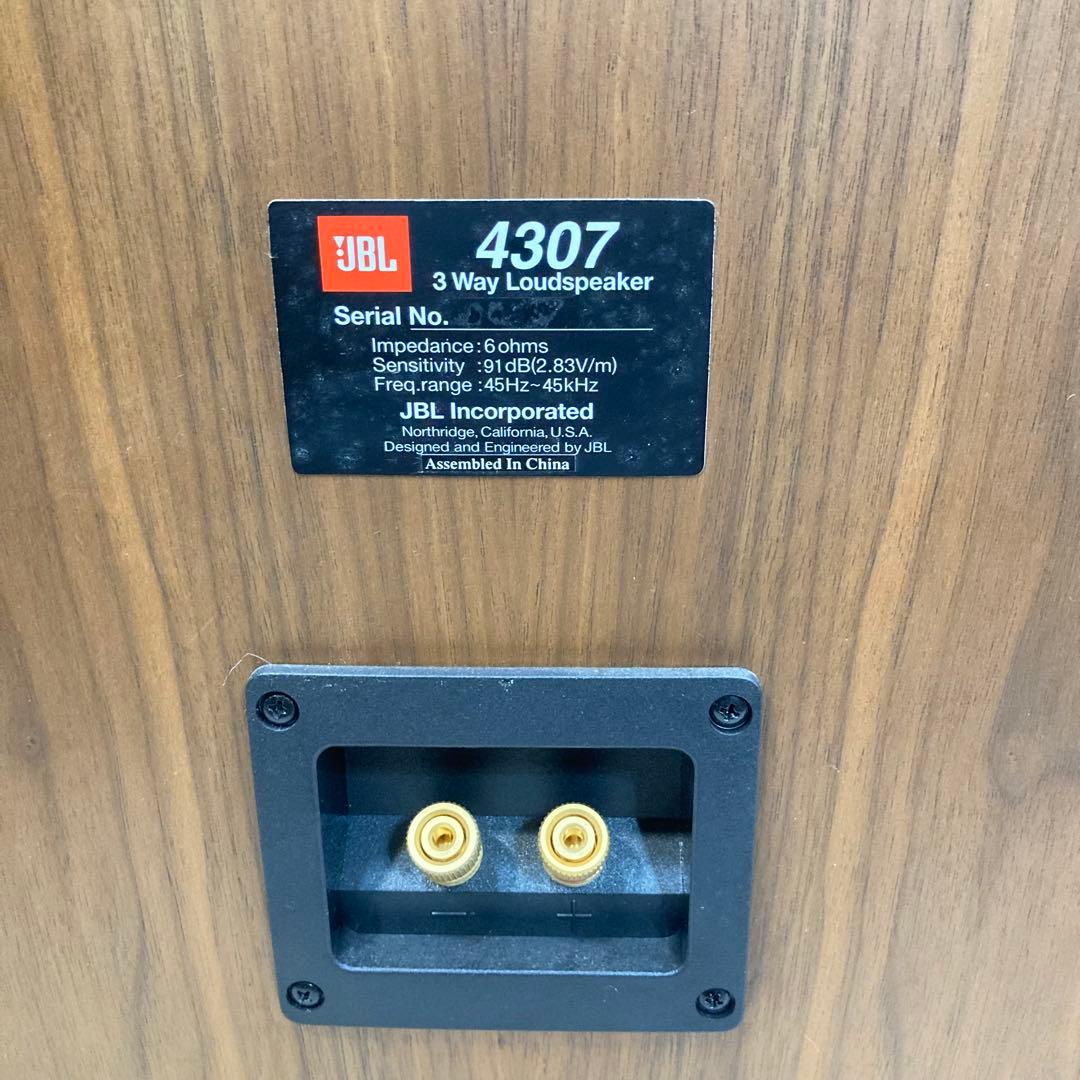 JBL
4307
3 Way Loudspeaker
Serial No.
Impedance:6 ohms
Sensitivity :91dB(2.83V/m)
Freq.range :45Hz~45kHz
JBL Incorporated
Northridge, California, U.S.A.
Designed and Engineered by JBL
Assembled In China
− +